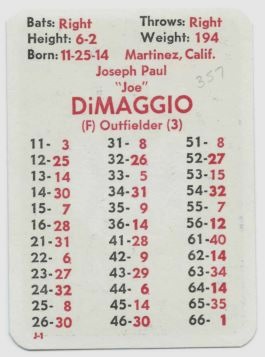 Bats: Right Throws: Right
Height: 6-2 Weight: 194
Born: 11-25-14 Martinez, Calif.
Joseph Paul
"Joe"
357
DiMAGGIO
(F) Outfielder (3)
11- 3 31- 8 51- 8
12-25 32-26 52-27
13-14 33- 5 53-15
14-30 34-31 54-32
15- 7 35- 9 55- 7
16-28 36-14 56-12
21-31 41-28 61-40
22- 6 42- 9 62-14
23-27 43-29 63-34
24-32 44- 6 64-14
25- 8 45-14 65-35
26-30 46-30 66- 1
J-1